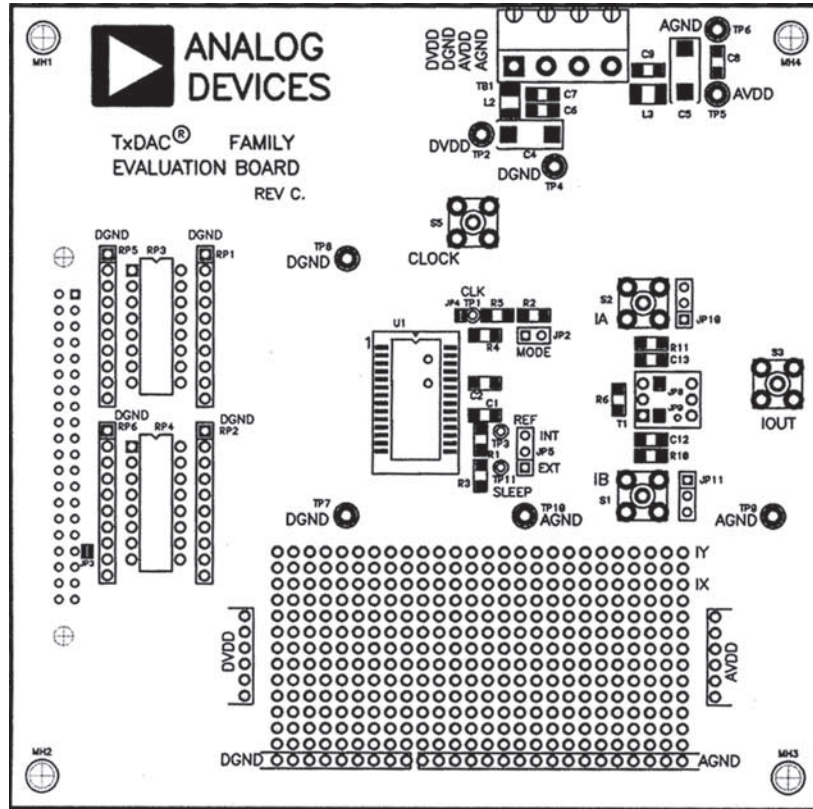 MH1
ANALOG
DEVICES
TxDAC® FAMILY
EVALUATION BOARD
REV C.
DVDD
DGND
AVDD
AGND
TB1
L2
C7
C6
C9
L3
C5
AGND
TP6
C8
TP5
AVDD
MH4
DVDD
TP2
C4
DGND
TP4
S5
CLOCK
TP8
DGND
DGND
RP5
RP3
DGND
RP1
CLK
JP4
TP1
R5
R2
R4
JP2
MODE
U1
1
C2
C1
R1
TP3
REF
INT
JP5
EXT
R3
TP11
SLEEP
S2
IA
JP10
R11
C13
R6
JP8
JP9
T1
C12
R10
S3
IOUT
IB
S1
JP11
DGND
RP6
RP4
DGND
RP2
JP3
TP7
DGND
TP10
AGND
TP9
AGND
IY
IX
DVDD
AVDD
DGND
AGND
MH2
MH3